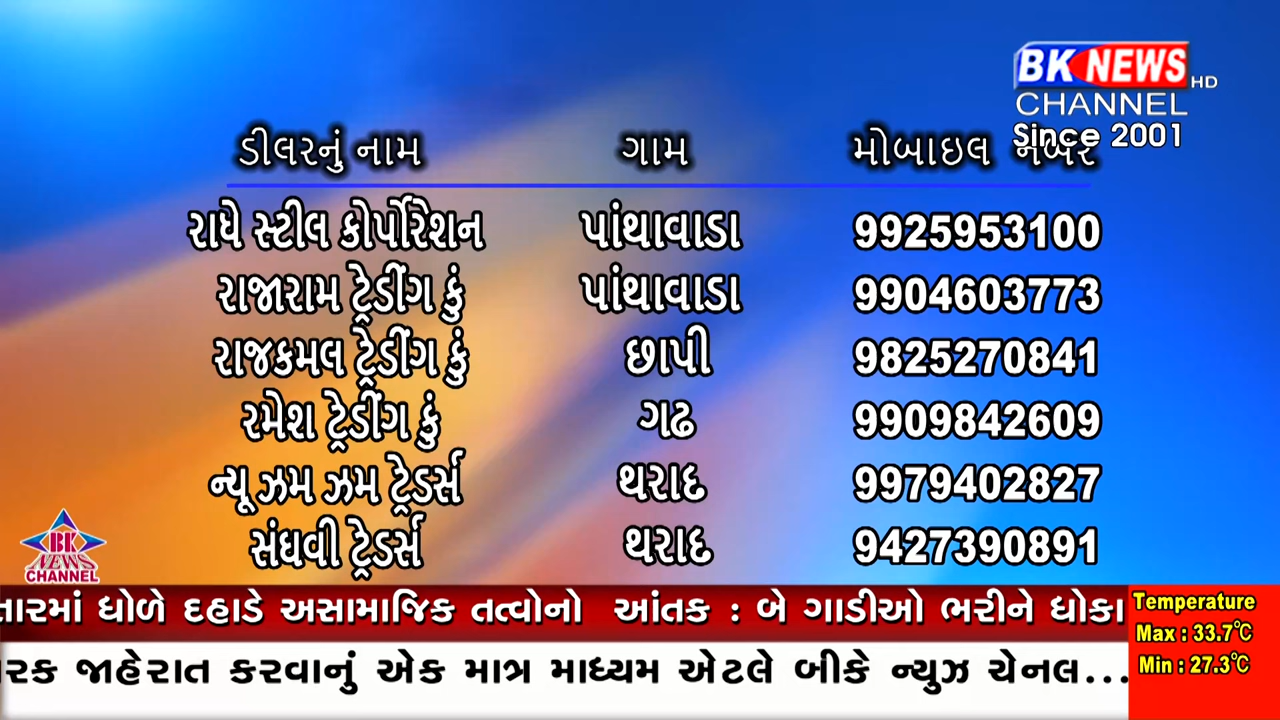 BK NEWS HD
CHANNEL
Since 2001
ડીલરનું નામ ગામ મોબાઇલ નંબર
રાધે સ્ટીલ કોર્પોરેશન પાંથાવાડા 9925953100
રાજારામ ટ્રેડીંગ કું પાંથાવાડા 9904603773
રાજકમલ ટ્રેડીંગ કું છાપી 9825270841
રમેશ ટ્રેડીંગ કું ગઢ 9909842609
ન્યૂ ઝમ ઝમ ટ્રેડર્સ થરાદ 9979402827
સંઘવી ટ્રેડર્સ થરાદ 9427390891
BK
NEWS
CHANNEL
તારમાં ધોળે દહાડે અસામાજિક તત્વોનો આંતક : બે ગાડીઓ ભરીને ધોકા
રક જાહેરાત કરવાનું એક માત્ર માધ્યમ એટલે બીકે ન્યુઝ ચેનલ...
Temperature
Max : 33.7℃
Min : 27.3℃